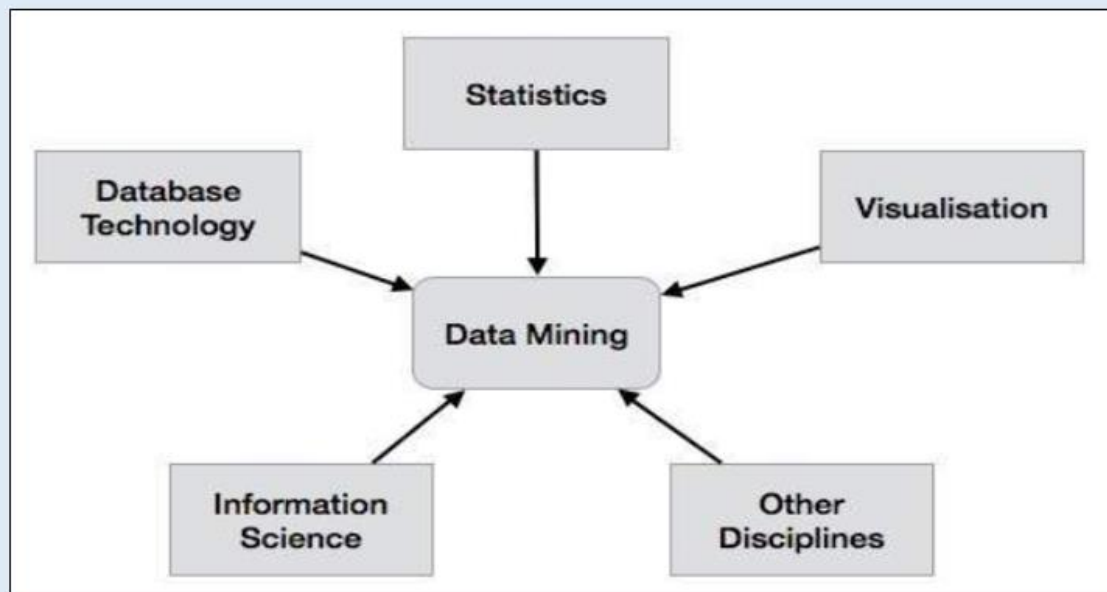 Statistics
Database
Technology
Visualisation
Data Mining
Information
Science
Other
Disciplines